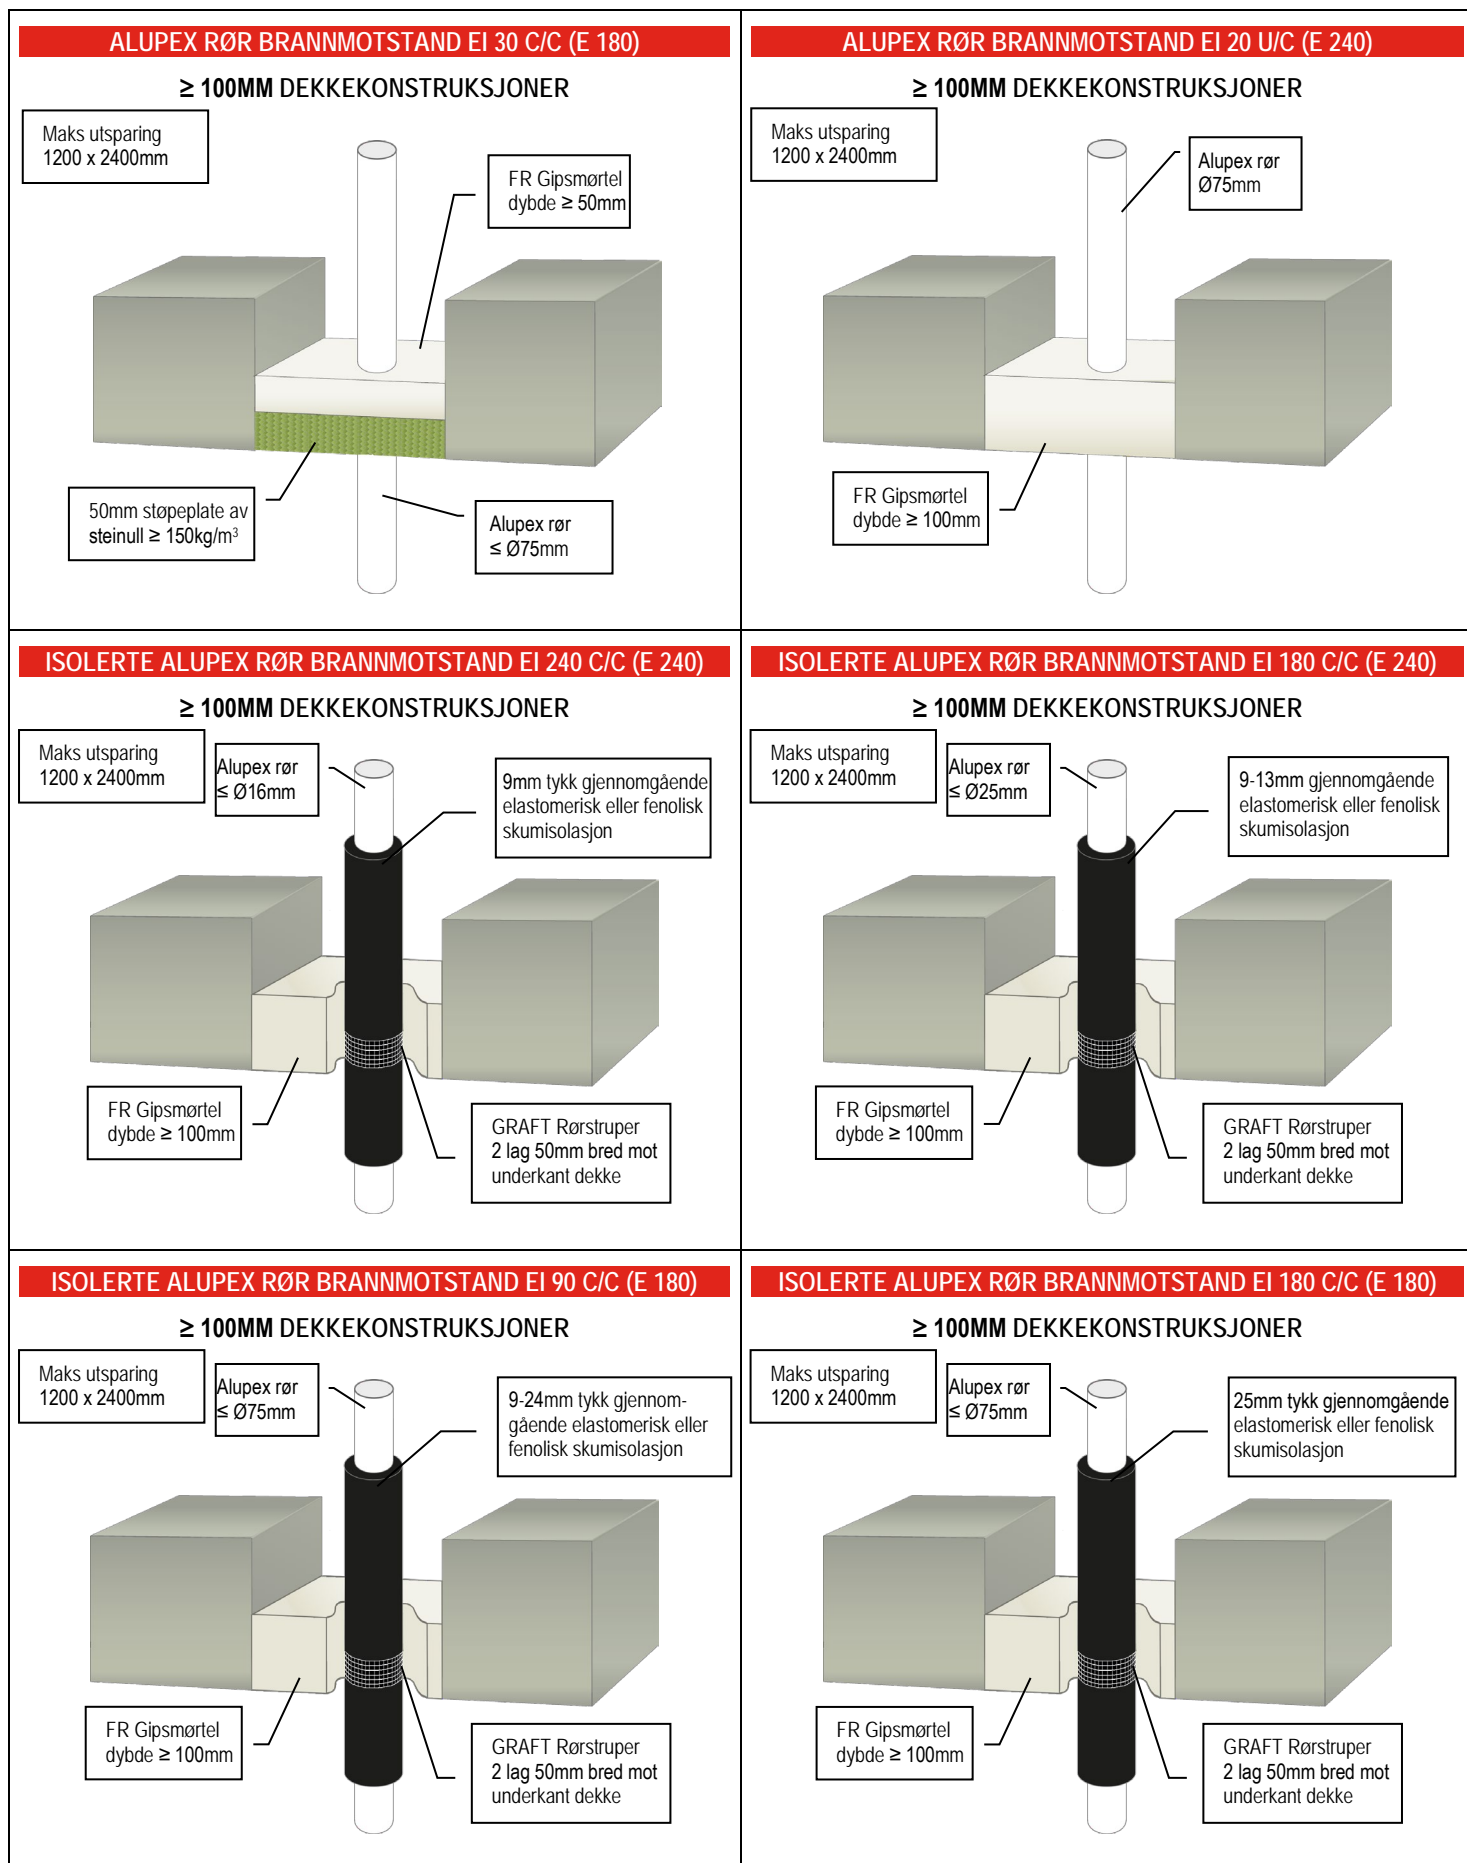 ALUPEX RØR BRANNMOTSTAND EI 30 C/C (E 180)
≥ 100MM DEKKEKONSTRUKSJONER
Maks utsparing
1200 x 2400mm
FR Gipsmørtel
dybde ≥ 50mm
50mm støpeplate av
steinull ≥ 150kg/m³
Alupex rør
≤ Ø75mm
ALUPEX RØR BRANNMOTSTAND EI 20 U/C (E 240)
≥ 100MM DEKKEKONSTRUKSJONER
Maks utsparing
1200 x 2400mm
Alupex rør
Ø75mm
FR Gipsmørtel
dybde ≥ 100mm
ISOLERTE ALUPEX RØR BRANNMOTSTAND EI 240 C/C (E 240)
≥ 100MM DEKKEKONSTRUKSJONER
Maks utsparing
1200 x 2400mm
Alupex rør
≤ Ø16mm
9mm tykk gjennomgående
elastomerisk eller fenolisk
skumisolasjon
FR Gipsmørtel
dybde ≥ 100mm
GRAFT Rørstruper
2 lag 50mm bred mot
underkant dekke
ISOLERTE ALUPEX RØR BRANNMOTSTAND EI 180 C/C (E 240)
≥ 100MM DEKKEKONSTRUKSJONER
Maks utsparing
1200 x 2400mm
Alupex rør
≤ Ø25mm
9-13mm gjennomgående
elastomerisk eller fenolisk
skumisolasjon
FR Gipsmørtel
dybde ≥ 100mm
GRAFT Rørstruper
2 lag 50mm bred mot
underkant dekke
ISOLERTE ALUPEX RØR BRANNMOTSTAND EI 90 C/C (E 180)
≥ 100MM DEKKEKONSTRUKSJONER
Maks utsparing
1200 x 2400mm
Alupex rør
≤ Ø75mm
9-24mm tykk gjennom-
gående elastomerisk eller
fenolisk skumisolasjon
FR Gipsmørtel
dybde ≥ 100mm
GRAFT Rørstruper
2 lag 50mm bred mot
underkant dekke
ISOLERTE ALUPEX RØR BRANNMOTSTAND EI 180 C/C (E 180)
≥ 100MM DEKKEKONSTRUKSJONER
Maks utsparing
1200 x 2400mm
Alupex rør
≤ Ø75mm
25mm tykk gjennomgående
elastomerisk eller fenolisk
skumisolasjon
FR Gipsmørtel
dybde ≥ 100mm
GRAFT Rørstruper
2 lag 50mm bred mot
underkant dekke